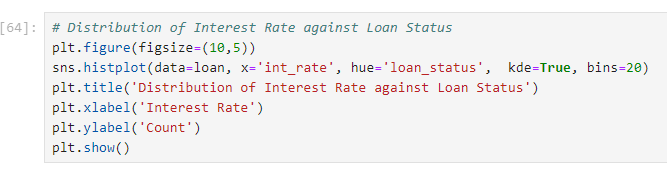 [64]: # Distribution of Interest Rate against Loan Status
plt.figure(figsize=(10,5))
sns.histplot(data=loan, x='int_rate', hue='loan_status',  kde=True, bins=20)
plt.title('Distribution of Interest Rate against Loan Status')
plt.xlabel('Interest Rate')
plt.ylabel('Count')
plt.show()